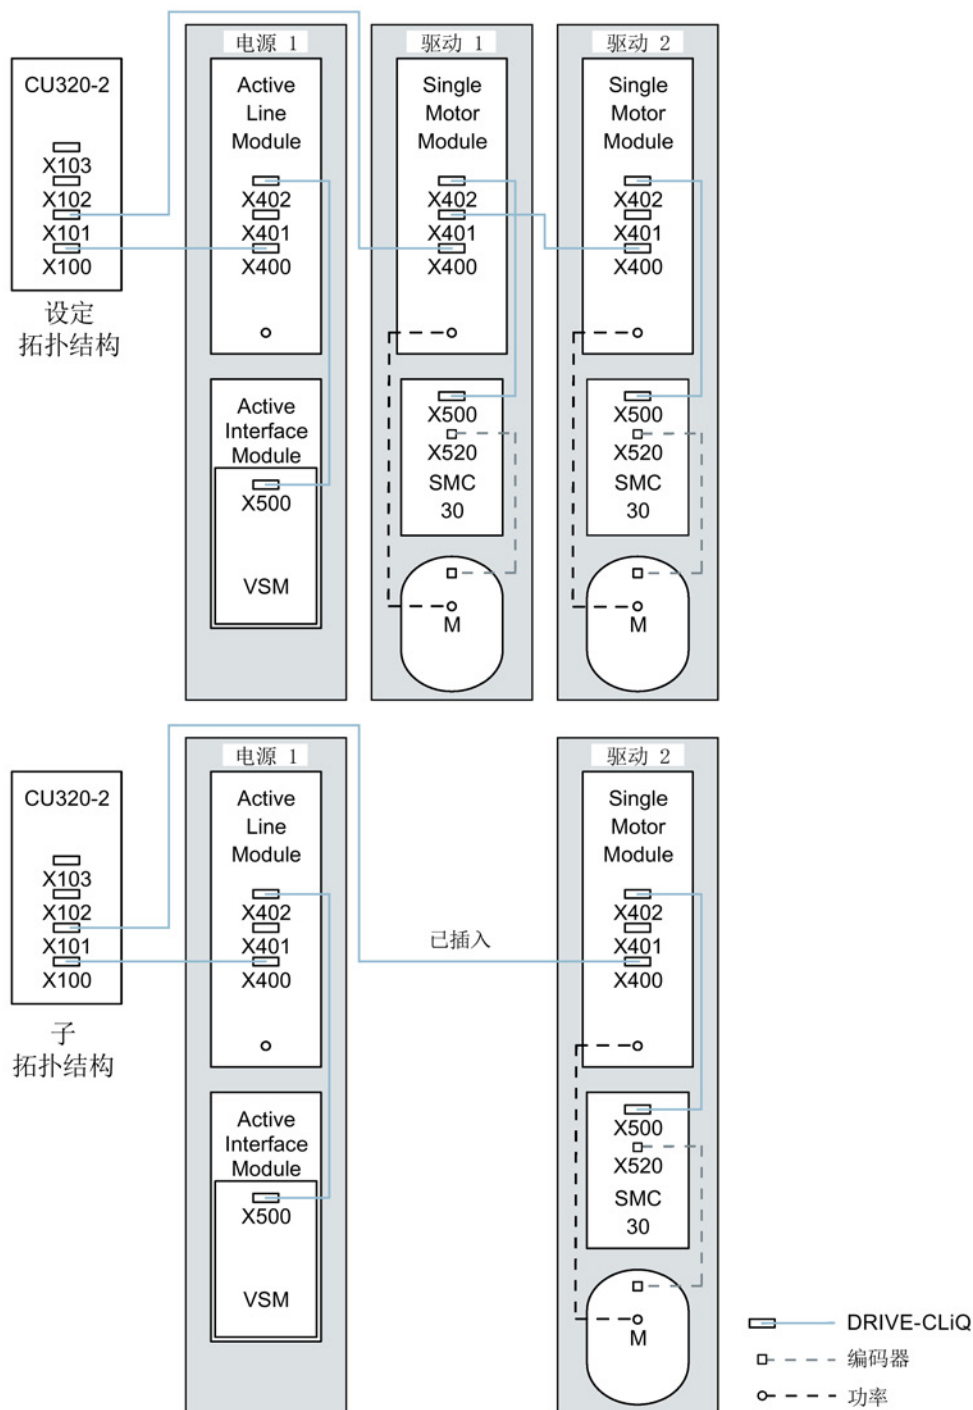 电源 1
驱动 1
驱动 2
CU320-2
X103
X102
X101
X100
设定
拓扑结构
Active
Line
Module
X402
X401
X400
Active
Interface
Module
X500
VSM
Single
Motor
Module
X402
X401
X400
X500
X520
SMC
30
M
Single
Motor
Module
X402
X401
X400
X500
X520
SMC
30
M
电源 1
驱动 2
CU320-2
X103
X102
X101
X100
子
拓扑结构
Active
Line
Module
X402
X401
X400
Active
Interface
Module
X500
VSM
已插入
Single
Motor
Module
X402
X401
X400
X500
X520
SMC
30
M
DRIVE-CLiQ
编码器
功率